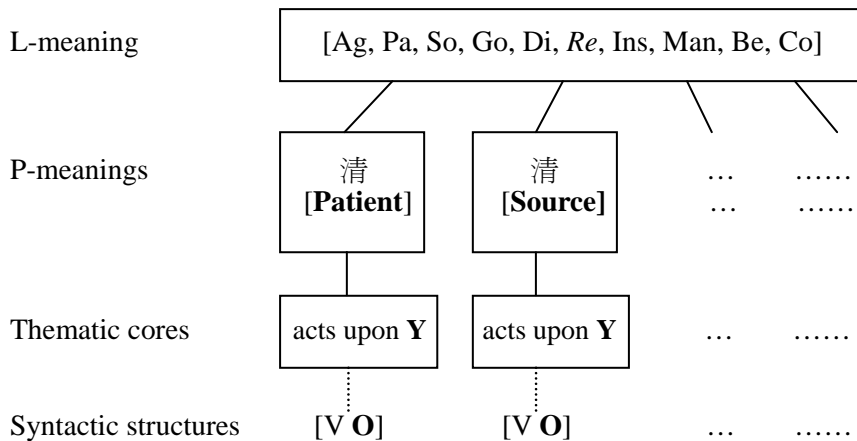 L-meaning [Ag, Pa, So, Go, Di, Re, Ins, Man, Be, Co]
P-meanings 清 清 … ……
[Patient] [Source] … ……
Thematic cores acts upon Y acts upon Y … ……
Syntactic structures [V O] [V O] … ……